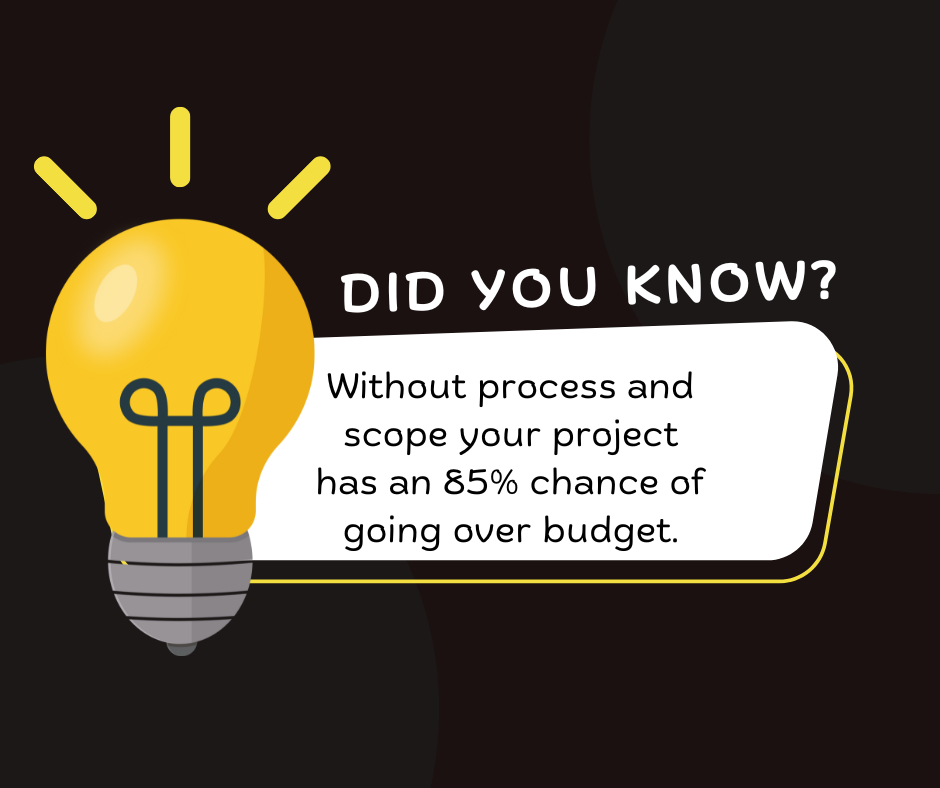 DID YOU KNOW?
Without process and
scope your project
has an 85% chance of
going over budget.